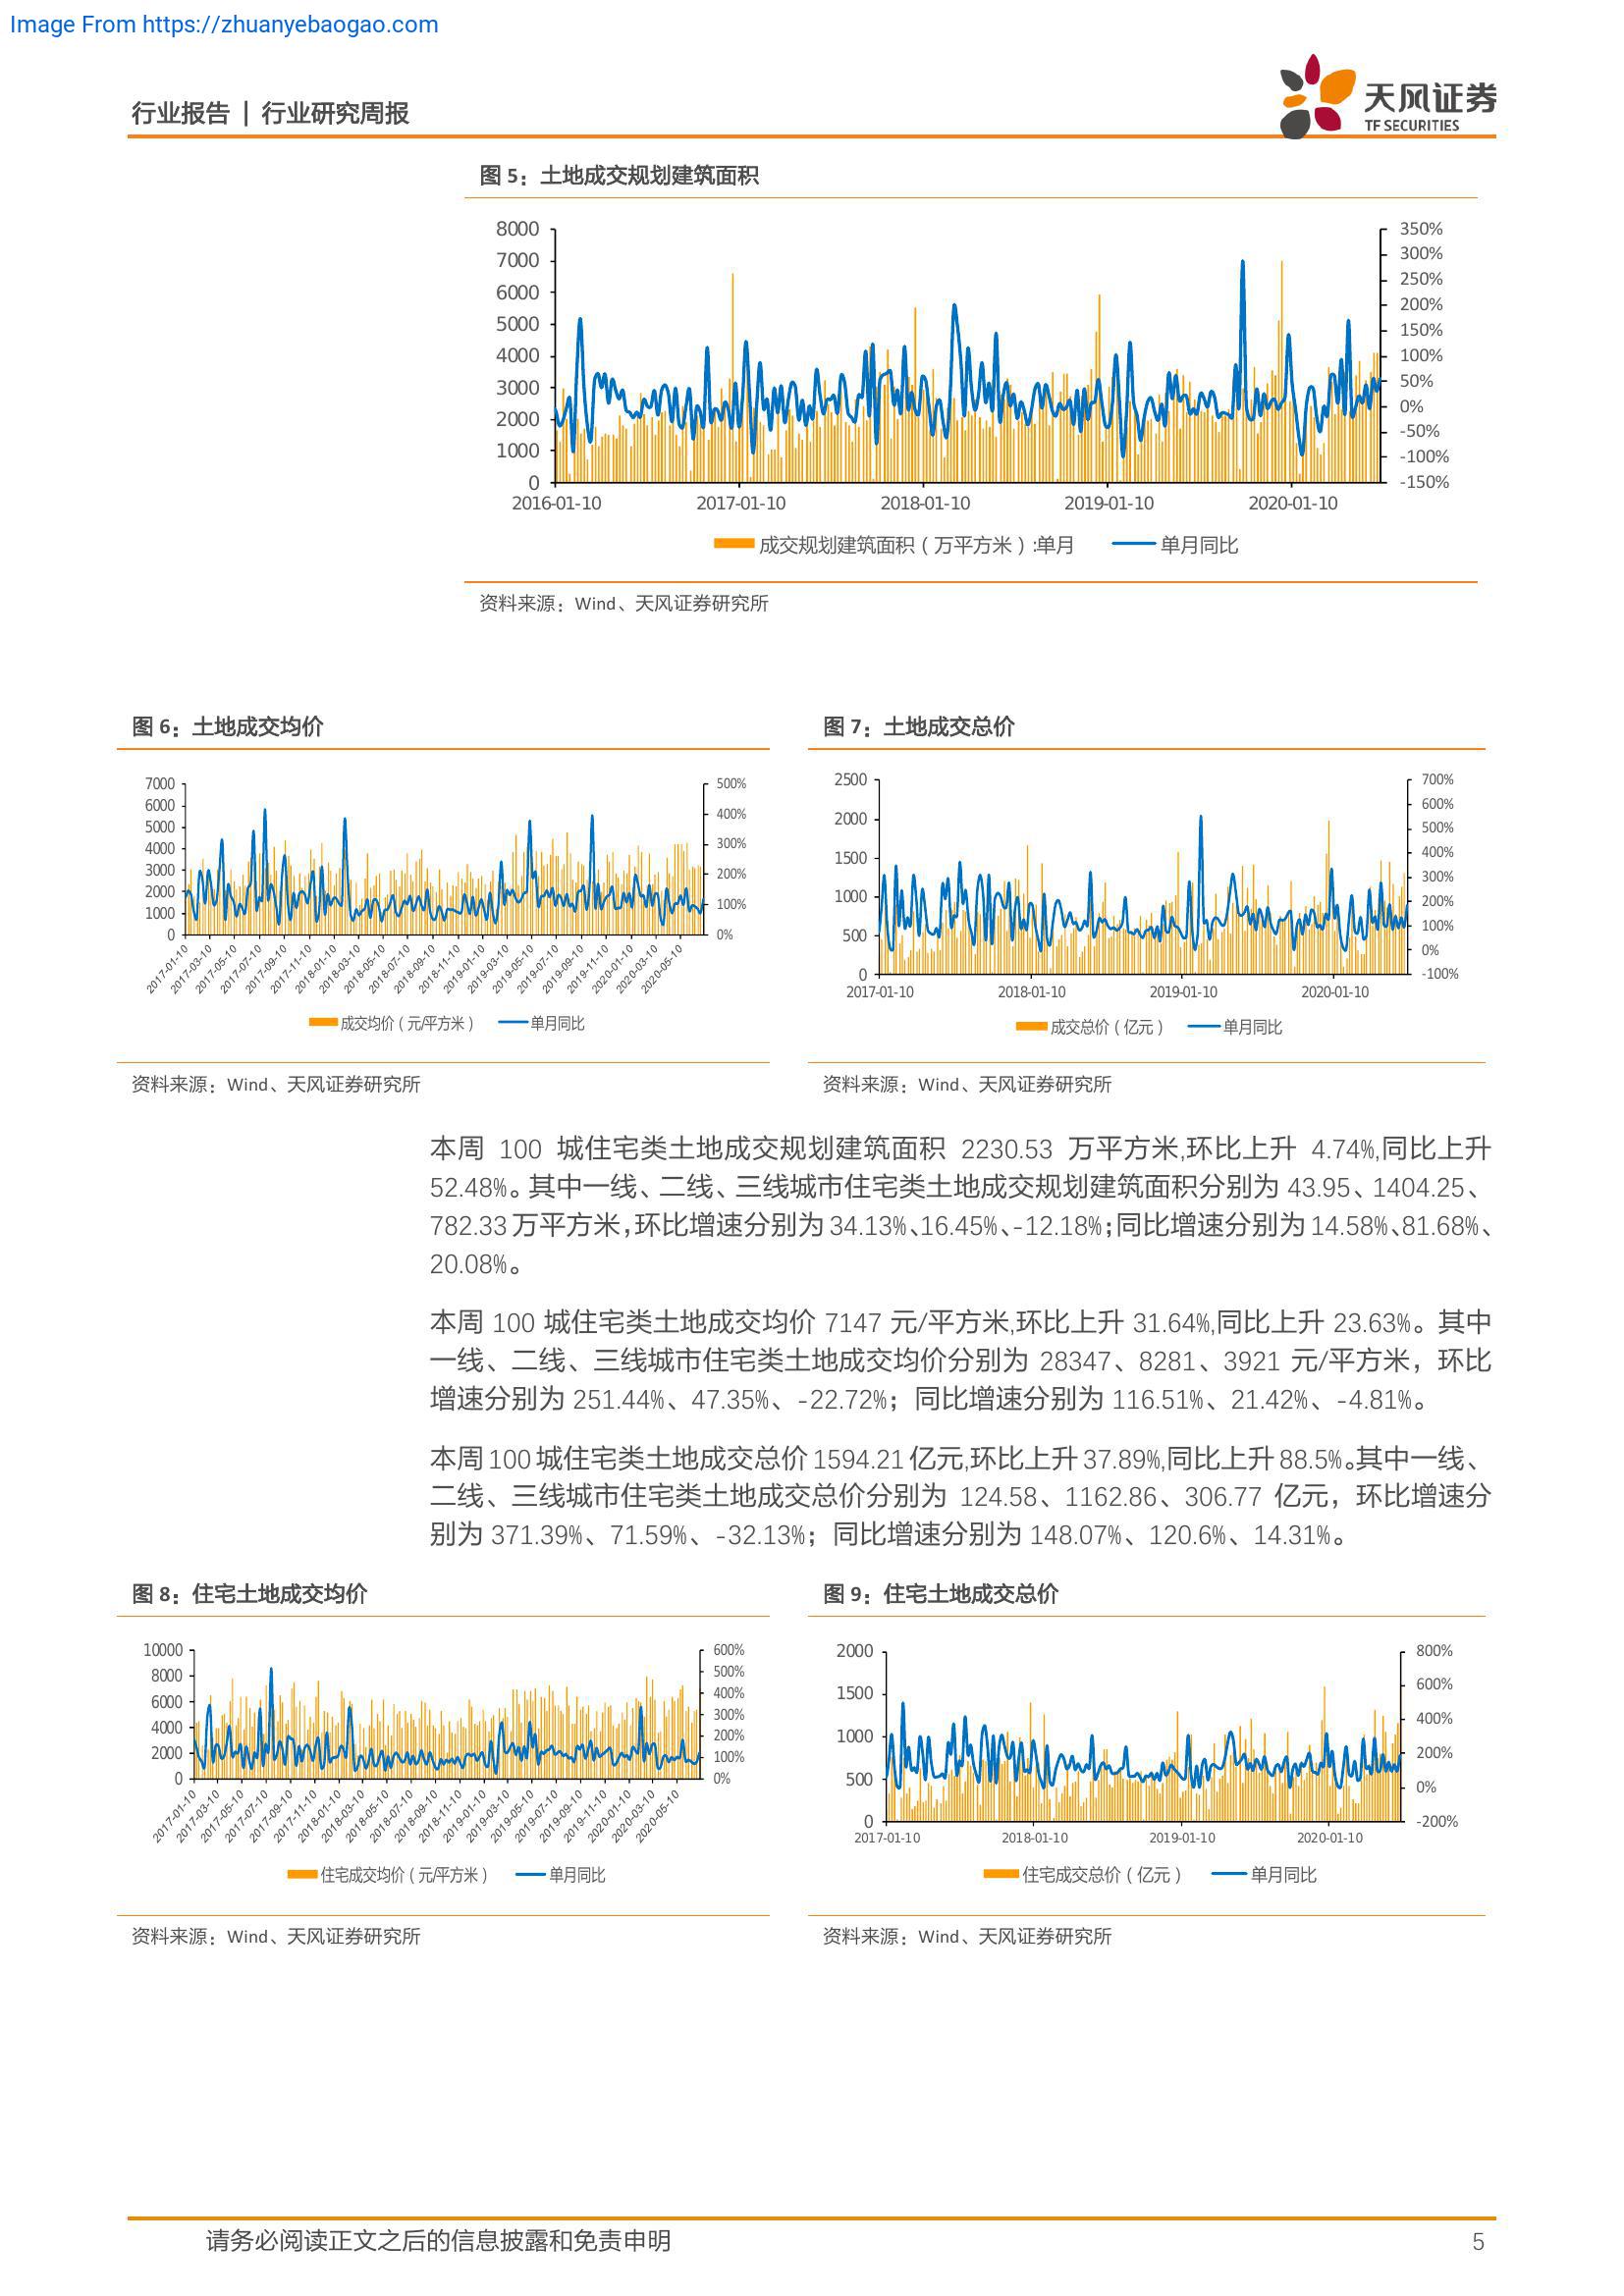 Image From https://zhuanyebaogao.com
行业报告 | 行业研究周报
天风证券
TF SECURITIES
图 5：土地成交规划建筑面积
8000
7000
6000
5000
4000
3000
2000
1000
0
350%
300%
250%
200%
150%
100%
50%
0%
-50%
-100%
-150%
2016-01-10 2017-01-10 2018-01-10 2019-01-10 2020-01-10
成交规划建筑面积（万平方米）:单月 单月同比
资料来源：Wind、天风证券研究所
图 6：土地成交均价
7000
6000
5000
4000
3000
2000
1000
0
500%
400%
300%
200%
100%
0%
2017-01-10 2017-03-10 2017-05-10 2017-07-10 2017-09-10 2017-11-10 2018-01-10 2018-03-10 2018-05-10 2018-07-10 2018-09-10 2018-11-10 2019-01-10 2019-03-10 2019-05-10 2019-07-10 2019-09-10 2019-11-10 2020-01-10 2020-03-10 2020-05-10
成交均价（元/平方米） 单月同比
资料来源：Wind、天风证券研究所
图 7：土地成交总价
2500
2000
1500
1000
500
0
700%
600%
500%
400%
300%
200%
100%
0%
-100%
2017-01-10 2018-01-10 2019-01-10 2020-01-10
成交总价（亿元） 单月同比
资料来源：Wind、天风证券研究所
本周 100 城住宅类土地成交规划建筑面积 2230.53 万平方米,环比上升 4.74%,同比上升
52.48%。其中一线、二线、三线城市住宅类土地成交规划建筑面积分别为 43.95、1404.25、
782.33 万平方米，环比增速分别为 34.13%、16.45%、-12.18%；同比增速分别为 14.58%、81.68%、
20.08%。
本周 100 城住宅类土地成交均价 7147 元/平方米,环比上升 31.64%,同比上升 23.63%。其中
一线、二线、三线城市住宅类土地成交均价分别为 28347、8281、3921 元/平方米，环比
增速分别为 251.44%、47.35%、-22.72%；同比增速分别为 116.51%、21.42%、-4.81%。
本周 100 城住宅类土地成交总价 1594.21 亿元,环比上升 37.89%,同比上升 88.5%。其中一线、
二线、三线城市住宅类土地成交总价分别为 124.58、1162.86、306.77 亿元，环比增速分
别为 371.39%、71.59%、-32.13%；同比增速分别为 148.07%、120.6%、14.31%。
图 8：住宅土地成交均价
10000
8000
6000
4000
2000
0
600%
500%
400%
300%
200%
100%
0%
2017-01-10 2017-03-10 2017-05-10 2017-07-10 2017-09-10 2017-11-10 2018-01-10 2018-03-10 2018-05-10 2018-07-10 2018-09-10 2018-11-10 2019-01-10 2019-03-10 2019-05-10 2019-07-10 2019-09-10 2019-11-10 2020-01-10 2020-03-10 2020-05-10
住宅成交均价（元/平方米） 单月同比
资料来源：Wind、天风证券研究所
图 9：住宅土地成交总价
2000
1500
1000
500
0
800%
600%
400%
200%
0%
-200%
2017-01-10 2018-01-10 2019-01-10 2020-01-10
住宅成交总价（亿元） 单月同比
资料来源：Wind、天风证券研究所
请务必阅读正文之后的信息披露和免责申明 5